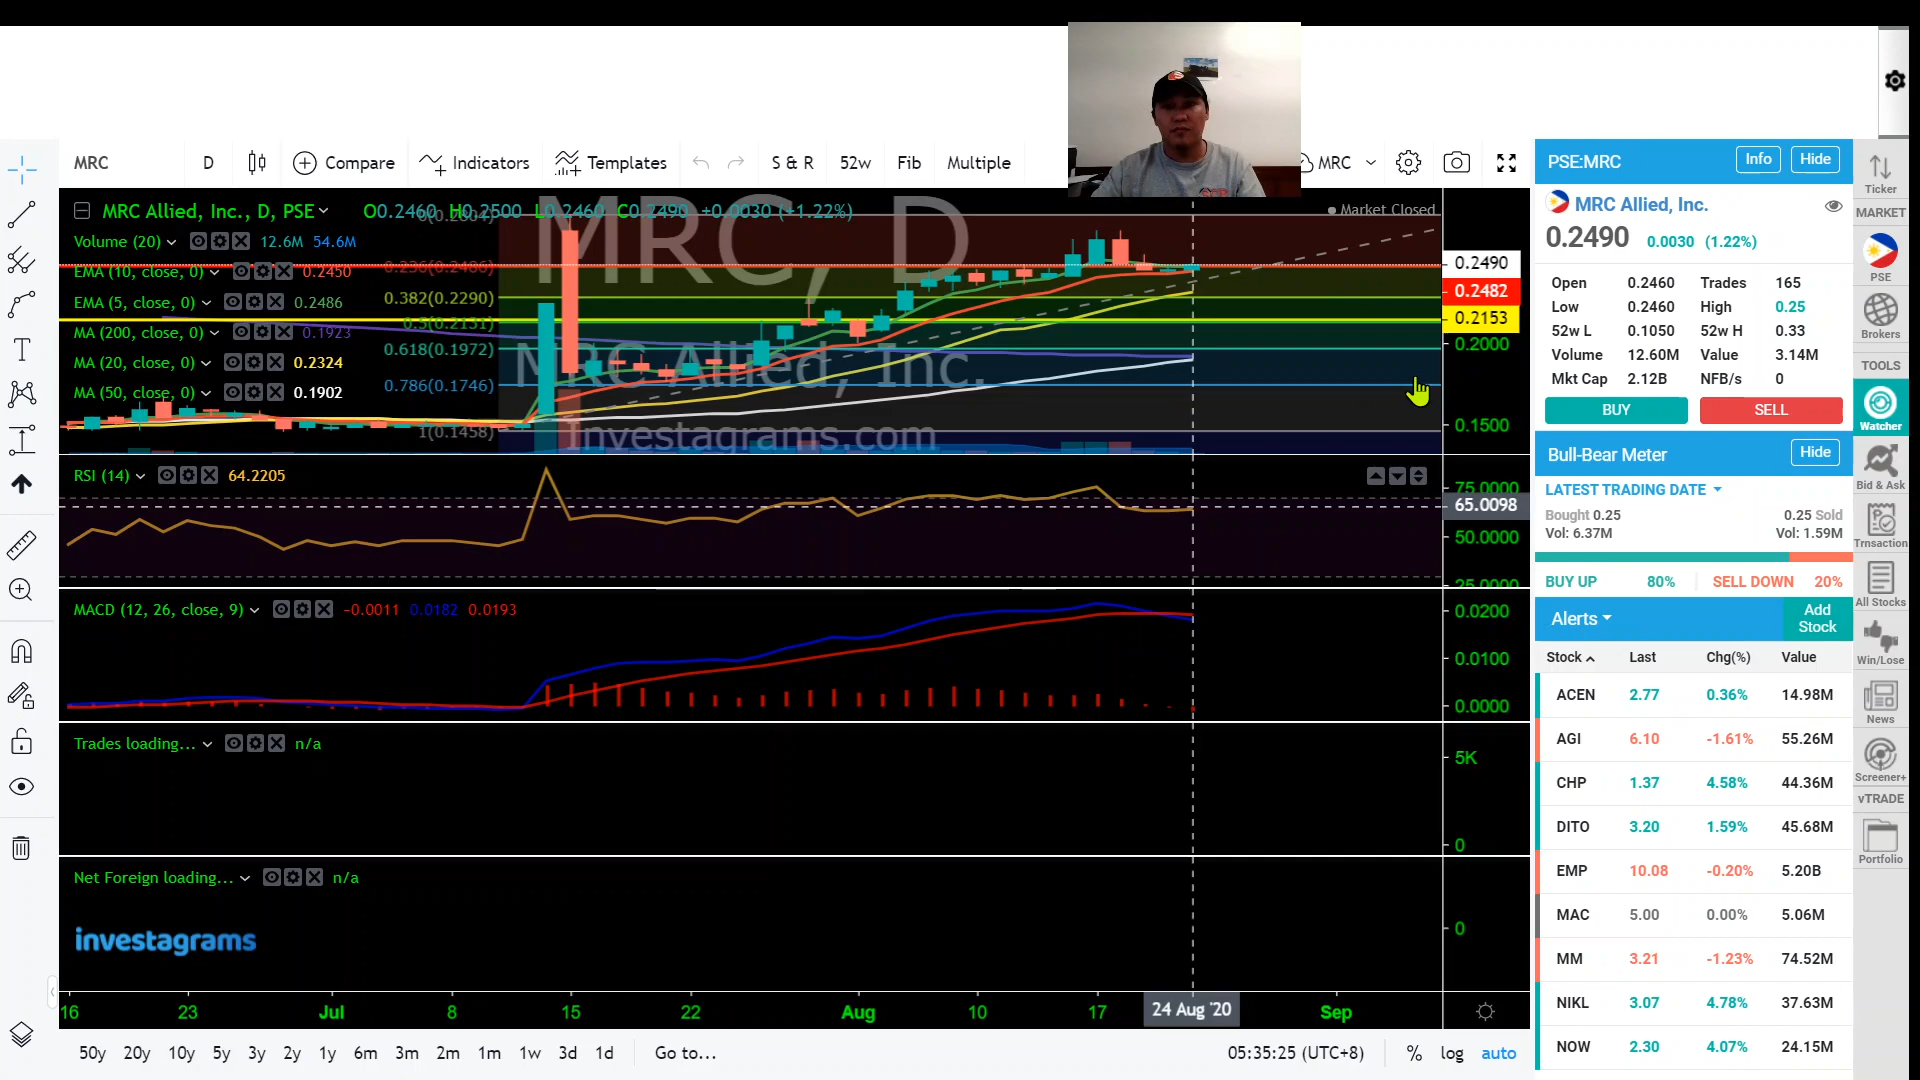 MRC
D
Compare
Indicators
Templates
S & R
52w
Fib
Multiple
MRC
MRC, D
MRC Allied, Inc.
Investagrams.com
MRC Allied, Inc., D, PSE O0.2460 H0.2500 L0.2460 C0.2490 +0.0030 (+1.22%)
Market Closed
Volume (20) 12.6M 54.6M
EMA (10, close, 0) 0.2450
EMA (5, close, 0) 0.2486
MA (200, close, 0) 0.1923
MA (20, close, 0) 0.2324
MA (50, close, 0) 0.1902
0.236(0.2486)
0.382(0.2290)
0.5(0.2131)
0.618(0.1972)
0.786(0.1746)
1(0.1458)
0.2490
0.2482
0.2153
0.2000
0.1500
RSI (14) 64.2205
75.0000
65.0098
50.0000
25.0000
MACD (12, 26, close, 9) −0.0011 0.0182 0.0193
0.0200
0.0100
0.0000
Trades loading... n/a
5K
0
Net Foreign loading... n/a
0
investagrams
16 23 Jul 8 15 22 Aug 10 17 24 Aug '20 Sep
50y 20y 10y 5y 3y 2y 1y 6m 3m 2m 1m 1w 3d 1d Go to...
05:35:25 (UTC+8) % log auto
PSE:MRC Info Hide
MRC Allied, Inc.
0.2490 0.0030 (1.22%)
Open 0.2460 Trades 165
Low 0.2460 High 0.25
52w L 0.1050 52w H 0.33
Volume 12.60M Value 3.14M
Mkt Cap 2.12B NFB/s 0
BUY SELL
Bull-Bear Meter Hide
LATEST TRADING DATE
Bought 0.25 0.25 Sold
Vol: 6.37M Vol: 1.59M
BUY UP 80% SELL DOWN 20%
Alerts Add Stock
Stock Last Chg(%) Value
ACEN 2.77 0.36% 14.98M
AGI 6.10 -1.61% 55.26M
CHP 1.37 4.58% 44.36M
DITO 3.20 1.59% 45.68M
EMP 10.08 -0.20% 5.20B
MAC 5.00 0.00% 5.06M
MM 3.21 -1.23% 74.52M
NIKL 3.07 4.78% 37.63M
NOW 2.30 4.07% 24.15M
Ticker
MARKET
PSE
Brokers
TOOLS
Watcher
Bid & Ask
Trnsaction
All Stocks
Win/Lose
News
Screener+
vTRADE
Portfolio